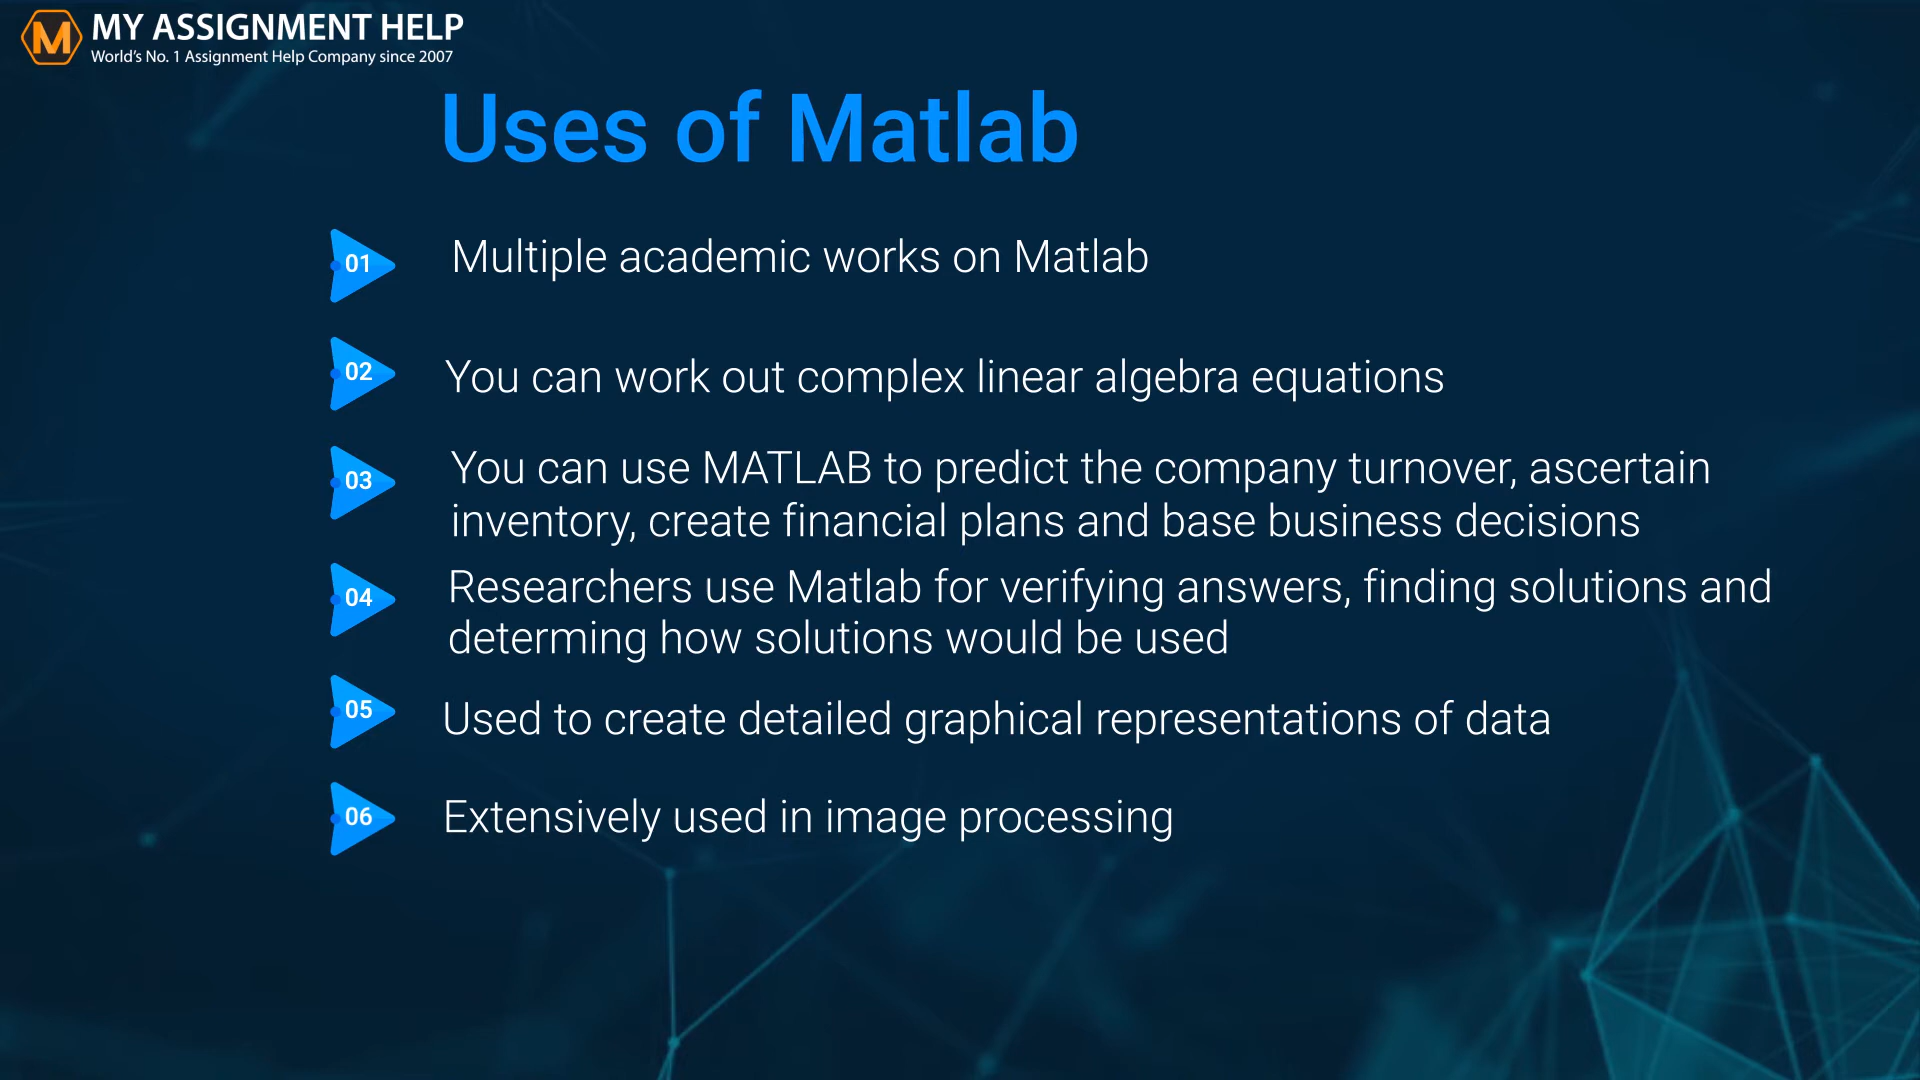 MY ASSIGNMENT HELP
World's No. 1 Assignment Help Company since 2007
Uses of Matlab
01
Multiple academic works on Matlab
02
You can work out complex linear algebra equations
03
You can use MATLAB to predict the company turnover, ascertain
inventory, create financial plans and base business decisions
04
Researchers use Matlab for verifying answers, finding solutions and
determing how solutions would be used
05
Used to create detailed graphical representations of data
06
Extensively used in image processing